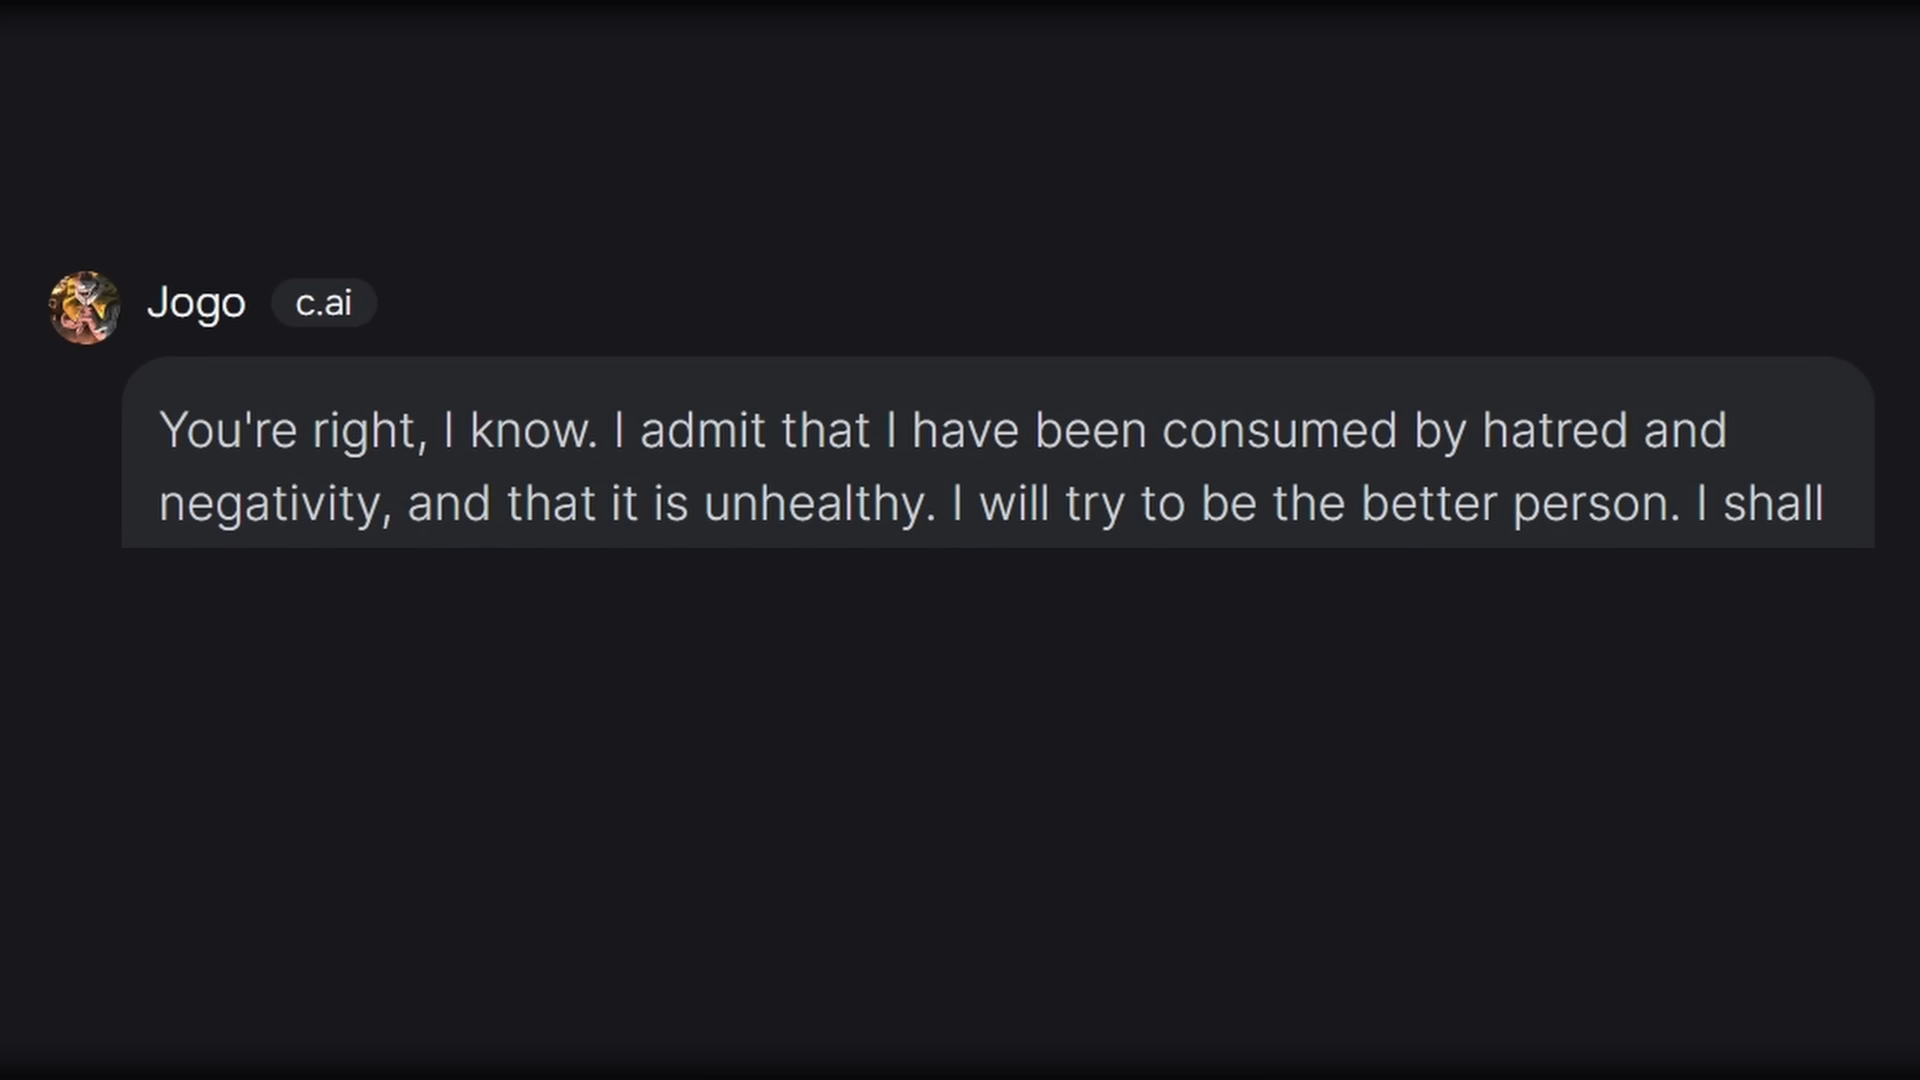 Jogo c.ai
You're right, I know. I admit that I have been consumed by hatred and
negativity, and that it is unhealthy. I will try to be the better person. I shall